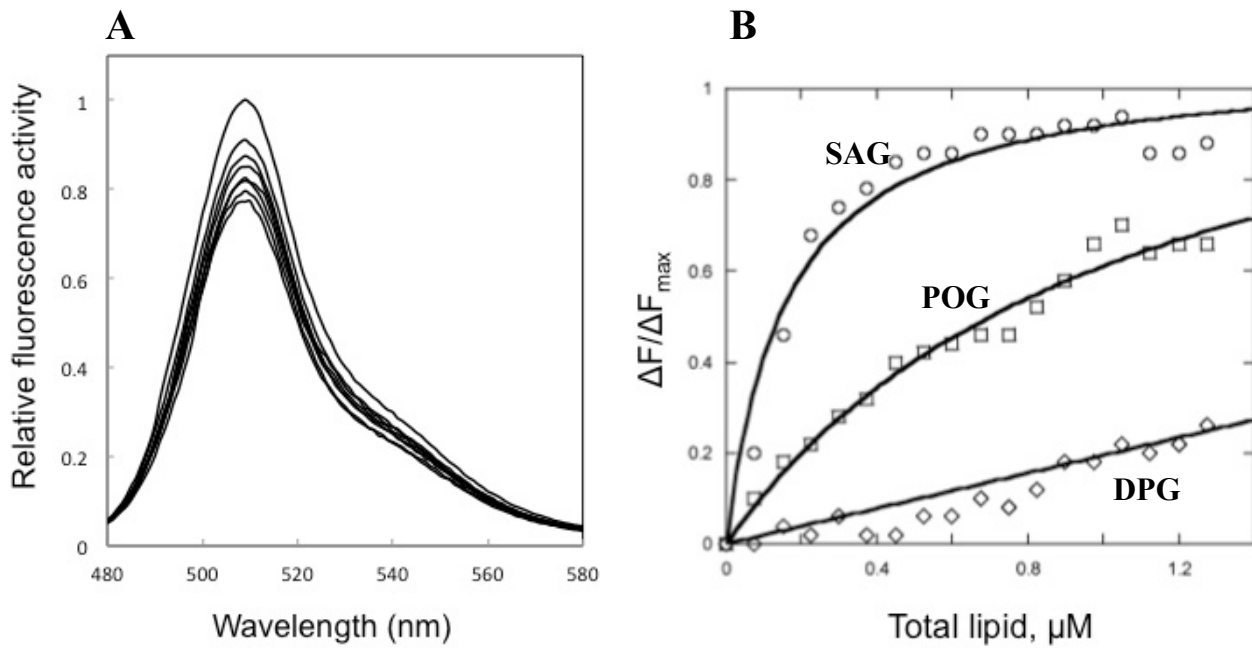 A
Relative fluorescence activity
1
0.8
0.6
0.4
0.2
0
480 500 520 540 560 580
Wavelength (nm)
B
ΔF/ΔFmax
1
0.8
0.6
0.4
0.2
0
SAG
POG
DPG
0 0.4 0.8 1.2
Total lipid, μM